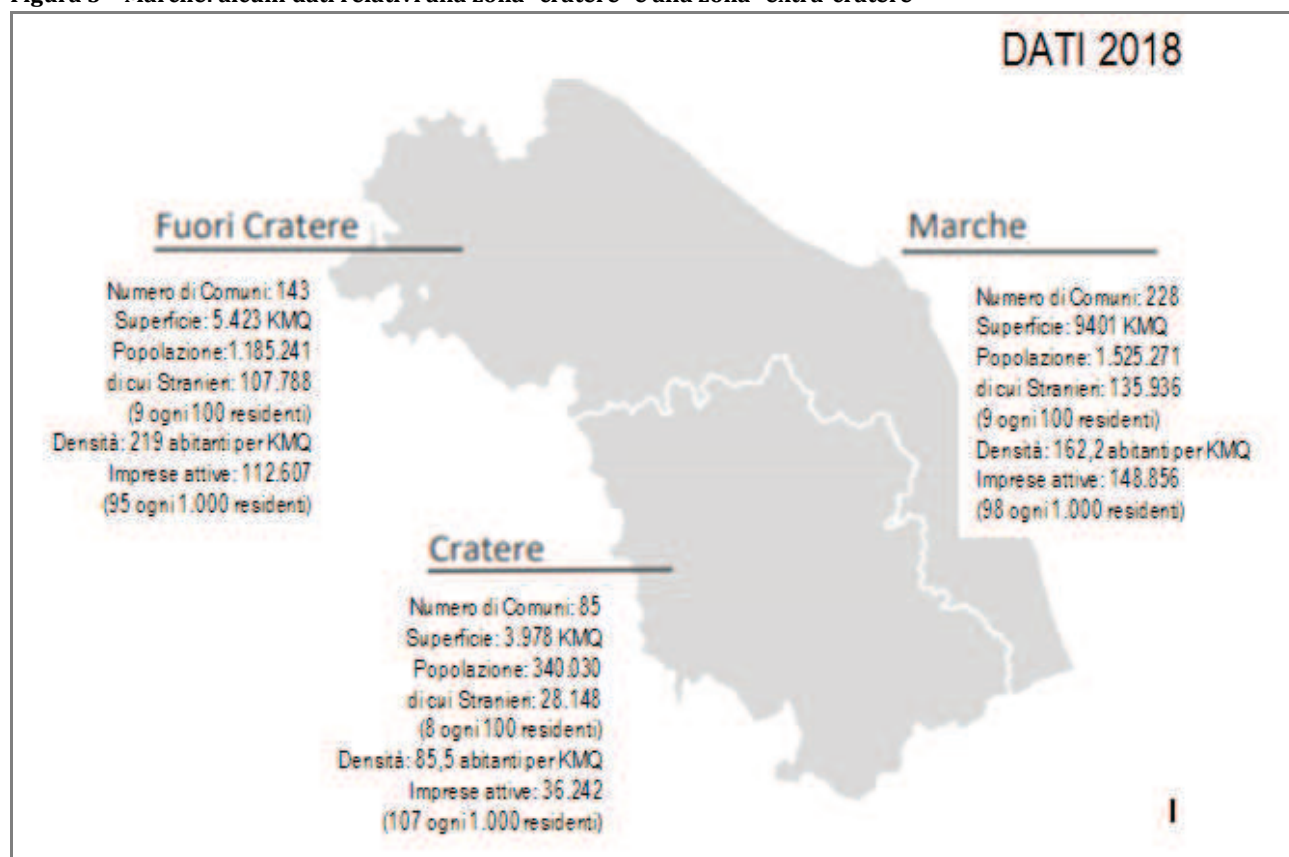 DATI 2018
Fuori Cratere
Numero di Comuni: 143
Superficie: 5.423 KMQ
Popolazione:1.185.241
di cui Stranieri: 107.788
(9 ogni 100 residenti)
Densità: 219 abitanti per KMQ
Imprese attive: 112.607
(95 ogni 1.000 residenti)
Marche
Numero di Comuni: 228
Superficie: 9401 KMQ
Popolazione: 1.525.271
di cui Stranieri: 135.936
(9 ogni 100 residenti)
Densità: 162,2 abitanti per KMQ
Imprese attive: 148.856
(98 ogni 1.000 residenti)
Cratere
Numero di Comuni: 85
Superficie: 3.978 KMQ
Popolazione: 340.030
di cui Stranieri: 28.148
(8 ogni 100 residenti)
Densità: 85,5 abitanti per KMQ
Imprese attive: 36.242
(107 ogni 1.000 residenti)
I